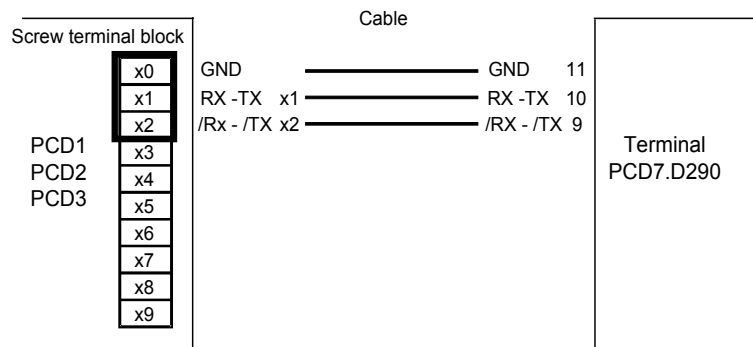 Cable
Screw terminal block
x0 GND GND 11
x1 RX -TX x1 RX -TX 10
x2 /Rx - /TX x2 /RX - /TX 9
PCD1 x3 Terminal
PCD2 x4 PCD7.D290
PCD3 x5
x6
x7
x8
x9